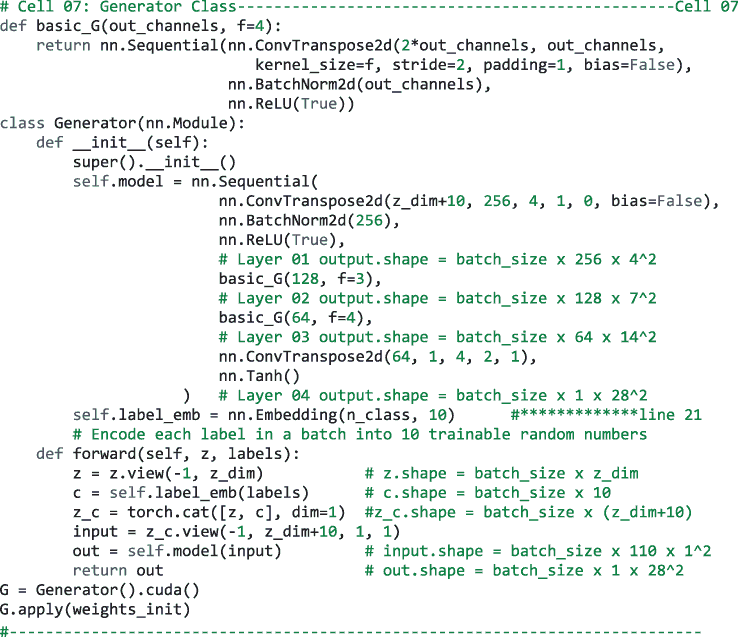 # Cell 07: Generator Class------------------------------------------------Cell 07
def basic_G(out_channels, f=4):
    return nn.Sequential(nn.ConvTranspose2d(2*out_channels, out_channels,
                               kernel_size=f, stride=2, padding=1, bias=False),
                         nn.BatchNorm2d(out_channels),
                         nn.ReLU(True))
class Generator(nn.Module):
    def __init__(self):
        super().__init__()
        self.model = nn.Sequential(
                        nn.ConvTranspose2d(z_dim+10, 256, 4, 1, 0, bias=False),
                        nn.BatchNorm2d(256),
                        nn.ReLU(True),
                        # Layer 01 output.shape = batch_size x 256 x 4^2
                        basic_G(128, f=3),
                        # Layer 02 output.shape = batch_size x 128 x 7^2
                        basic_G(64, f=4),
                        # Layer 03 output.shape = batch_size x 64 x 14^2
                        nn.ConvTranspose2d(64, 1, 4, 2, 1),
                        nn.Tanh()
                    )   # Layer 04 output.shape = batch_size x 1 x 28^2
        self.label_emb = nn.Embedding(n_class, 10)      #*************line 21
        # Encode each label in a batch into 10 trainable random numbers
    def forward(self, z, labels):
        z = z.view(-1, z_dim)           # z.shape = batch_size x z_dim
        c = self.label_emb(labels)      # c.shape = batch_size x 10
        z_c = torch.cat([z, c], dim=1)  #z_c.shape = batch_size x (z_dim+10)
        input = z_c.view(-1, z_dim+10, 1, 1)
        out = self.model(input)         # input.shape = batch_size x 110 x 1^2
        return out                      # out.shape = batch_size x 1 x 28^2
G = Generator().cuda()
G.apply(weights_init)
#----------------------------------------------------------------------------